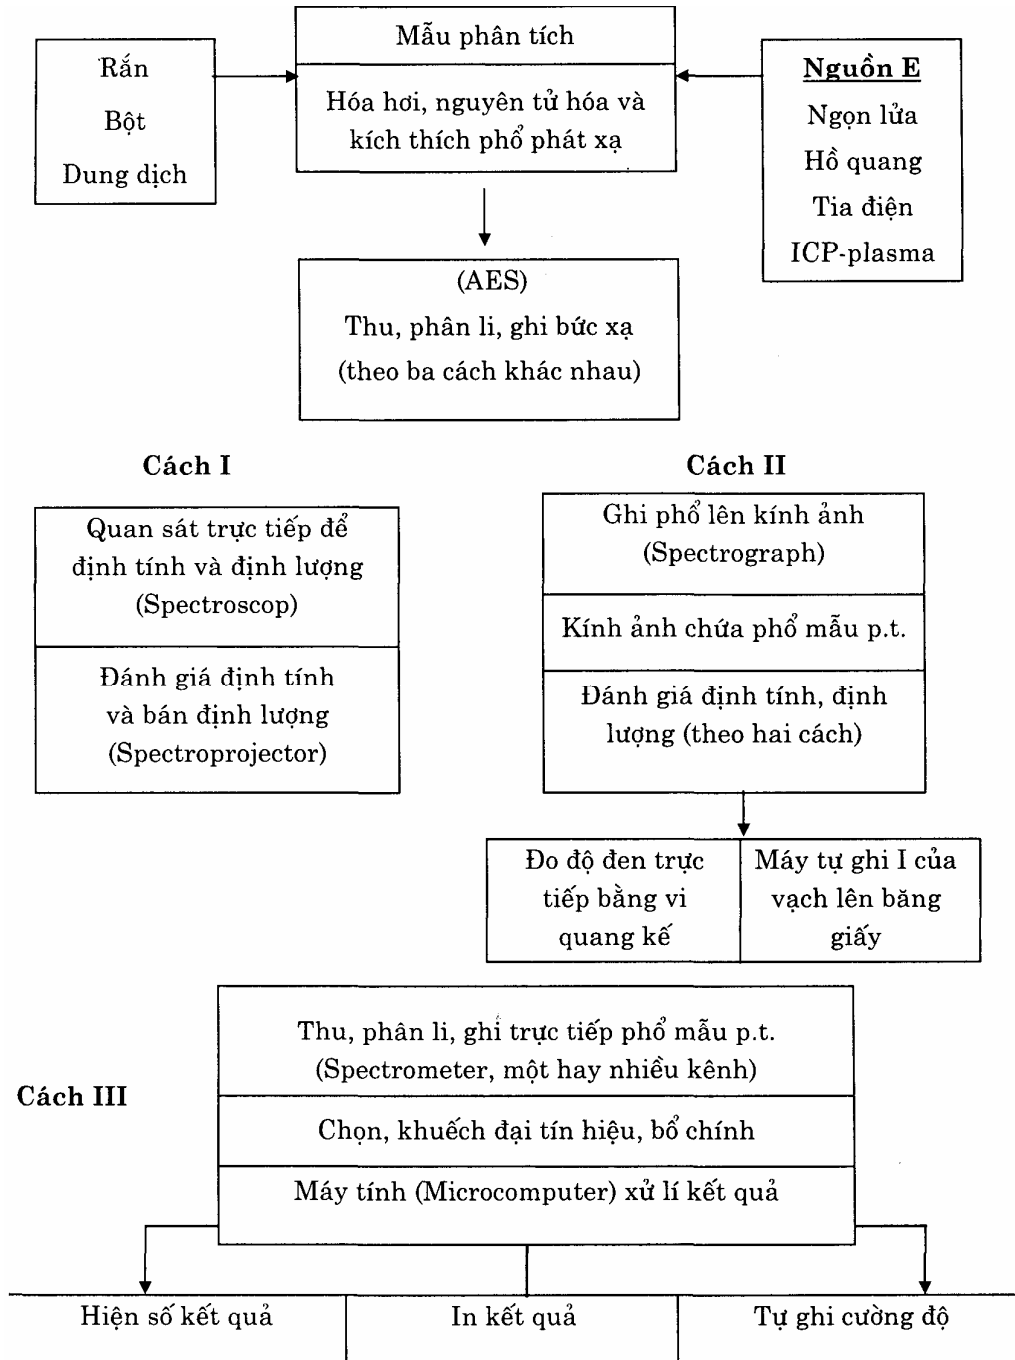 Mẫu phân tích
Hóa hơi, nguyên tử hóa và
kích thích phổ phát xạ
Rắn
Bột
Dung dịch
Nguồn E
Ngọn lửa
Hồ quang
Tia điện
ICP-plasma
(AES)
Thu, phân li, ghi bức xạ
(theo ba cách khác nhau)
Cách I
Quan sát trực tiếp để
định tính và định lượng
(Spectroscop)
Đánh giá định tính
và bán định lượng
(Spectroprojector)
Cách II
Ghi phổ lên kính ảnh
(Spectrograph)
Kính ảnh chứa phổ mẫu p.t.
Đánh giá định tính, định
lượng (theo hai cách)
Đo độ đen trực
tiếp bằng vi
quang kế
Máy tự ghi I của
vạch lên băng
giấy
Cách III
Thu, phân li, ghi trực tiếp phổ mẫu p.t.
(Spectrometer, một hay nhiều kênh)
Chọn, khuếch đại tín hiệu, bổ chính
Máy tính (Microcomputer) xử lí kết quả
Hiện số kết quả
In kết quả
Tự ghi cường độ